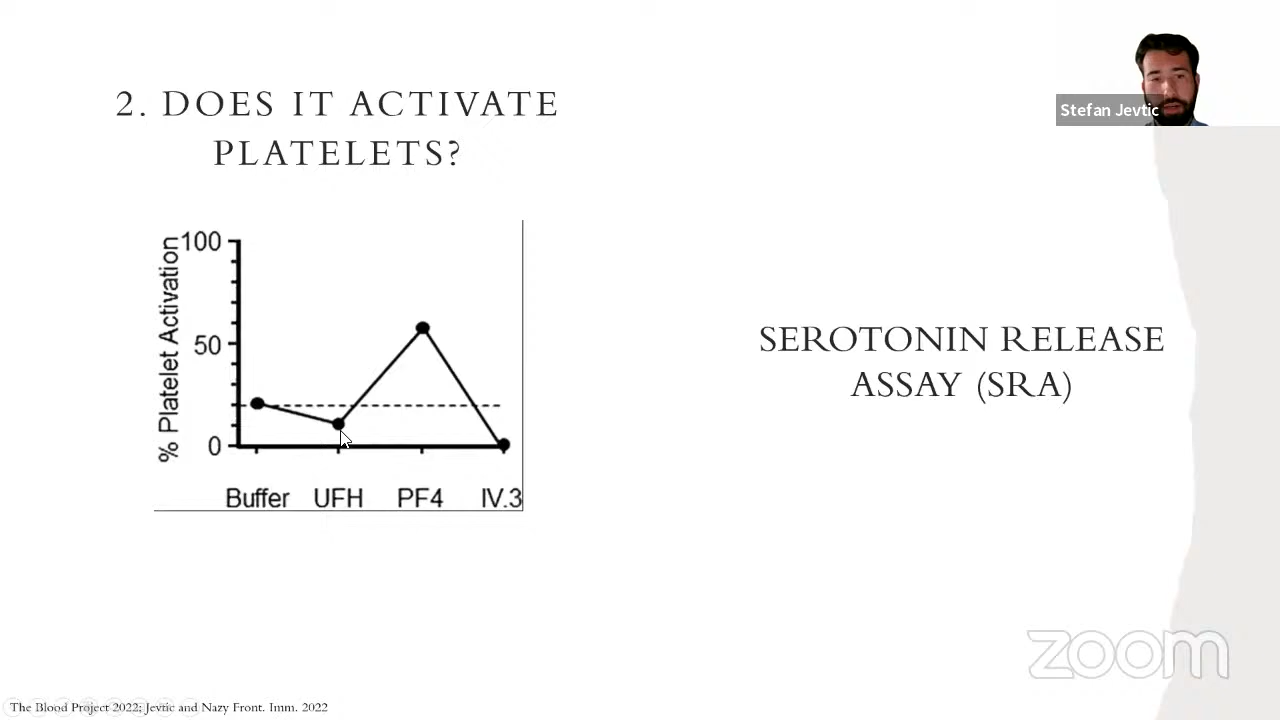 2. DOES IT ACTIVATE
PLATELETS?
Stefan Jevtic
% Platelet Activation
100
50
0
Buffer UFH PF4 IV.3
SEROTONIN RELEASE
ASSAY (SRA)
zoom
The Blood Project 2022; Jevtic and Nazy Front. Imm. 2022